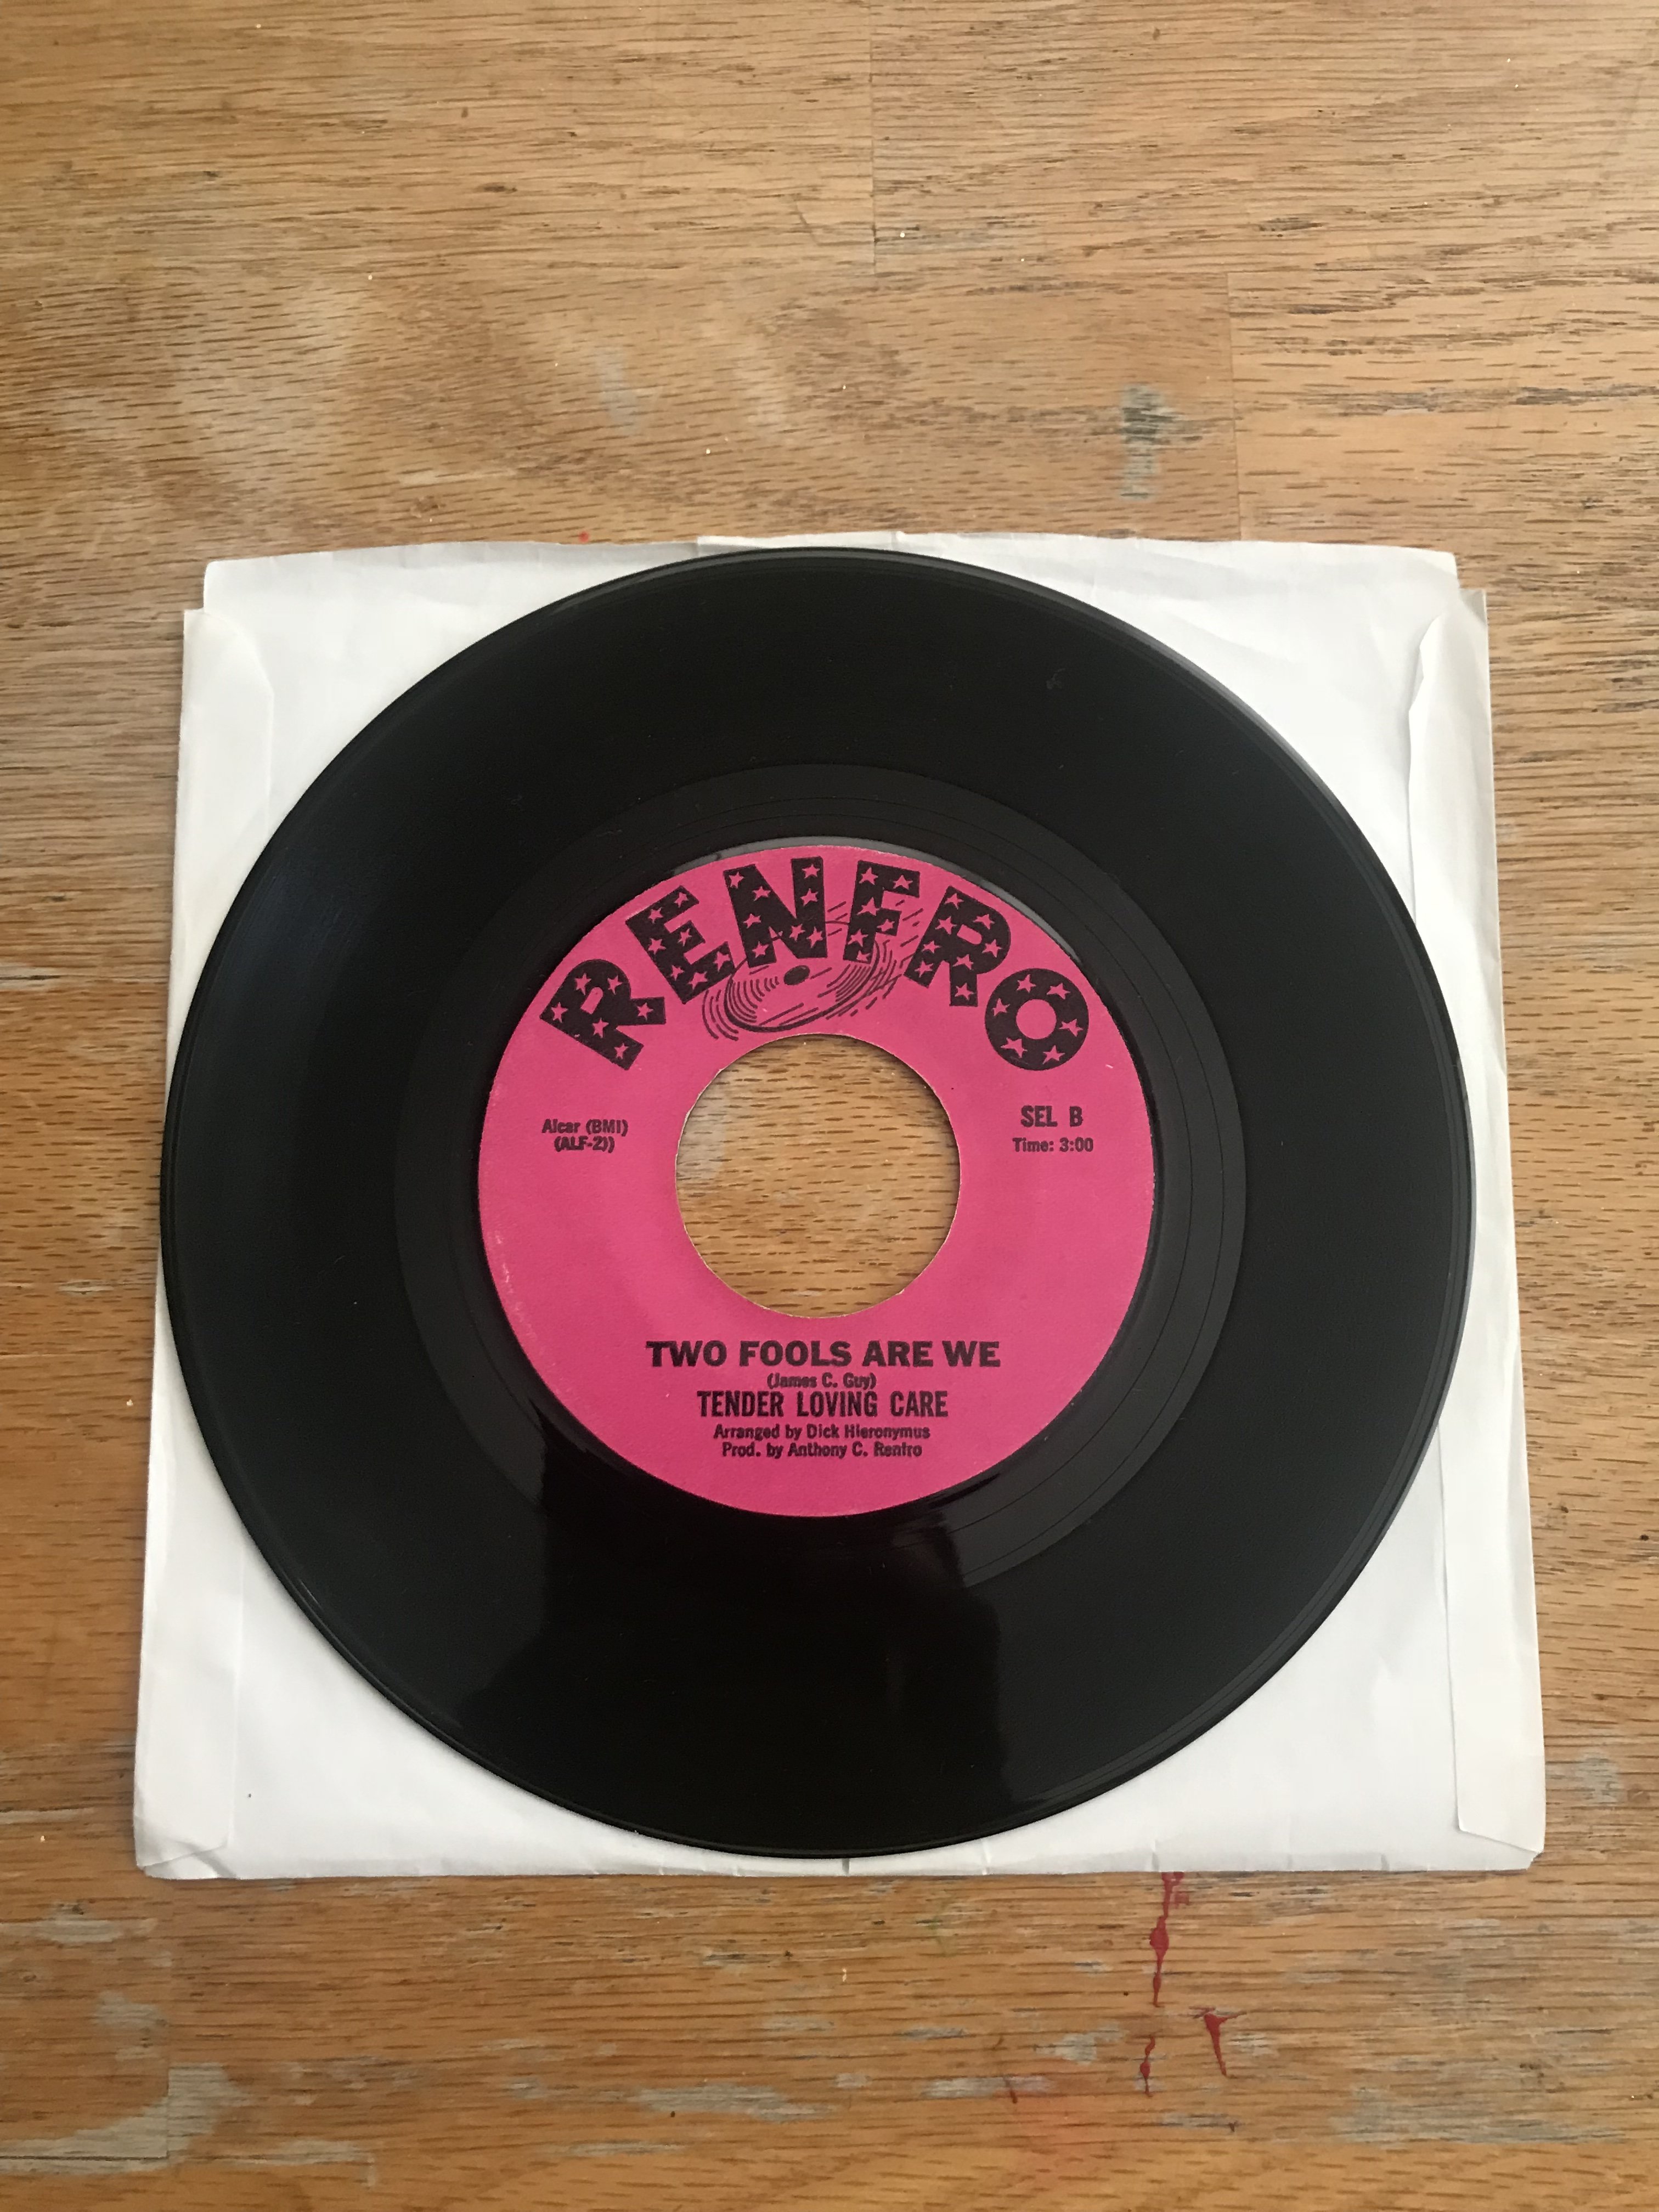 RENFRO
Alcar (BMI)
(ALF-2))
SEL B
Time: 3:00
TWO FOOLS ARE WE
(James C. Guy)
TENDER LOVING CARE
Arranged by Dick Hieronymus
Prod. by Anthony C. Renfro